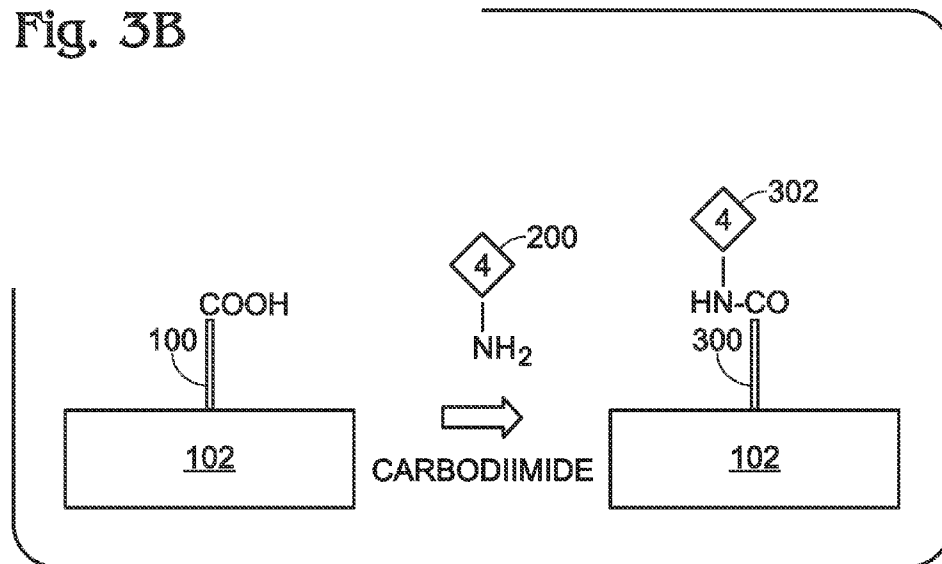 Fig. 3B
4 302
4 200
COOH
HN-CO
100
NH₂
300
102
CARBODIIMIDE
102